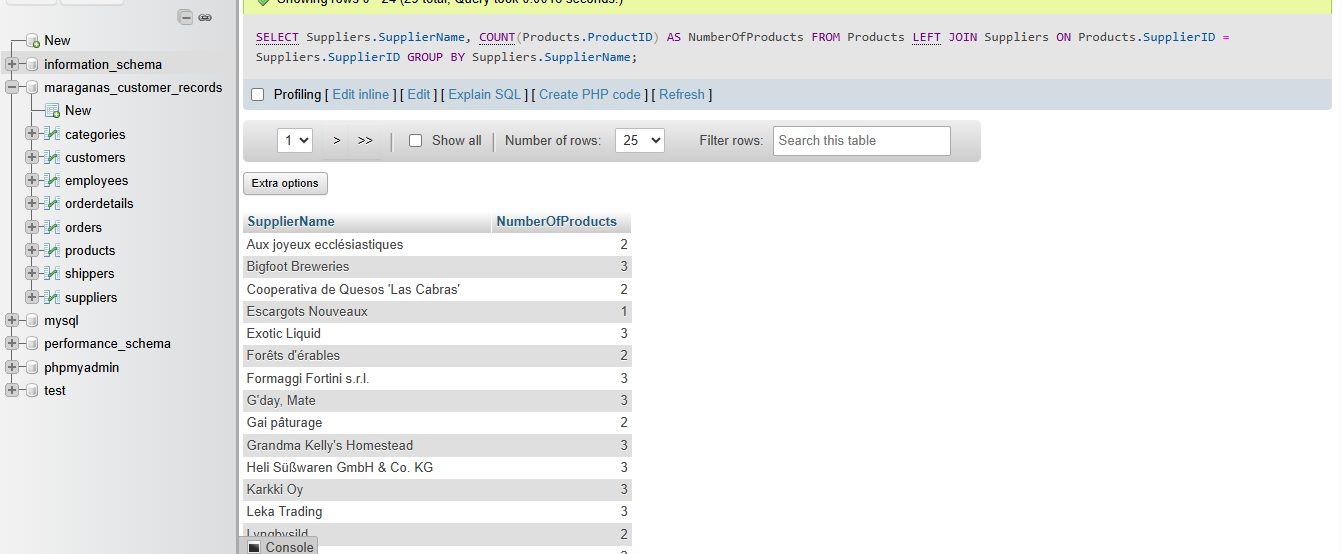 Showing rows 0 - 24 (29 total, Query took 0.0016 seconds.)
SELECT Suppliers.SupplierName, COUNT(Products.ProductID) AS NumberOfProducts FROM Products LEFT JOIN Suppliers ON Products.SupplierID =
Suppliers.SupplierID GROUP BY Suppliers.SupplierName;
Profiling [ Edit inline ] [ Edit ] [ Explain SQL ] [ Create PHP code ] [ Refresh ]
1 > >> Show all Number of rows: 25 Filter rows: Search this table
Extra options
New
information_schema
maraganas_customer_records
New
categories
customers
employees
orderdetails
orders
products
shippers
suppliers
mysql
performance_schema
phpmyadmin
test
SupplierName NumberOfProducts
Aux joyeux ecclésiastiques 2
Bigfoot Breweries 3
Cooperativa de Quesos 'Las Cabras' 2
Escargots Nouveaux 1
Exotic Liquid 3
Forêts d'érables 2
Formaggi Fortini s.r.l. 3
G'day, Mate 3
Gai pâturage 2
Grandma Kelly's Homestead 3
Heli Süßwaren GmbH & Co. KG 3
Karkki Oy 3
Leka Trading 3
Lyngbysild 2
Console